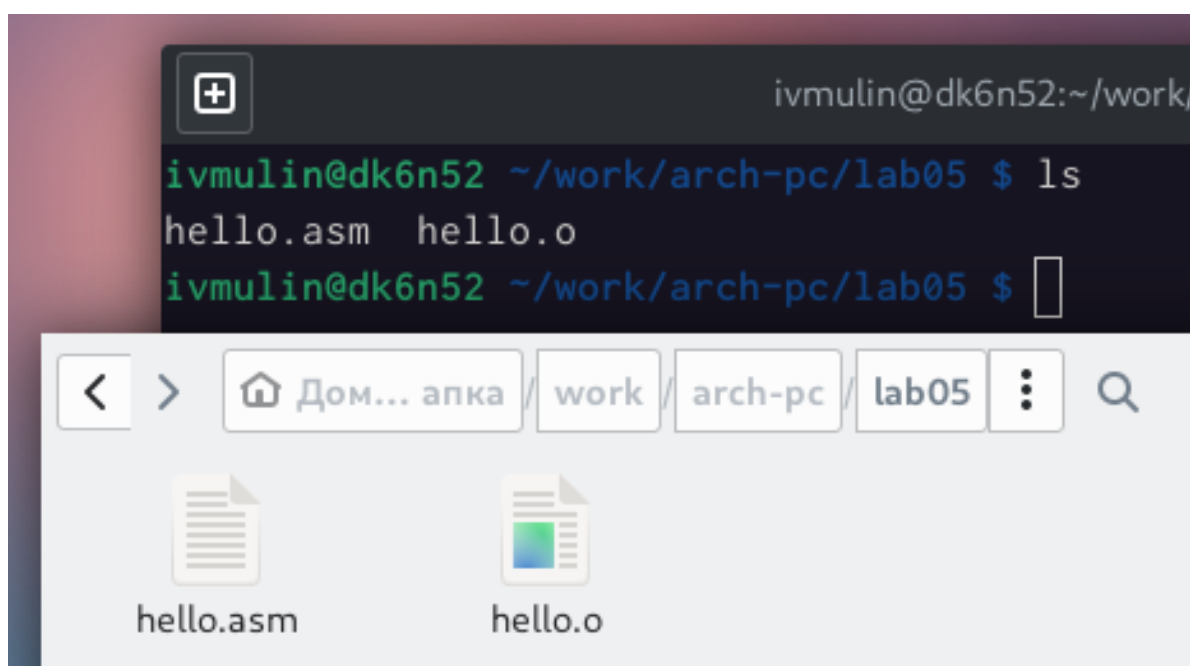 ivmulin@dk6n52:~/work/
ivmulin@dk6n52 ~/work/arch-pc/lab05 $ ls
hello.asm hello.o
ivmulin@dk6n52 ~/work/arch-pc/lab05 $
Дом... апка / work / arch-pc / lab05
hello.asm hello.o